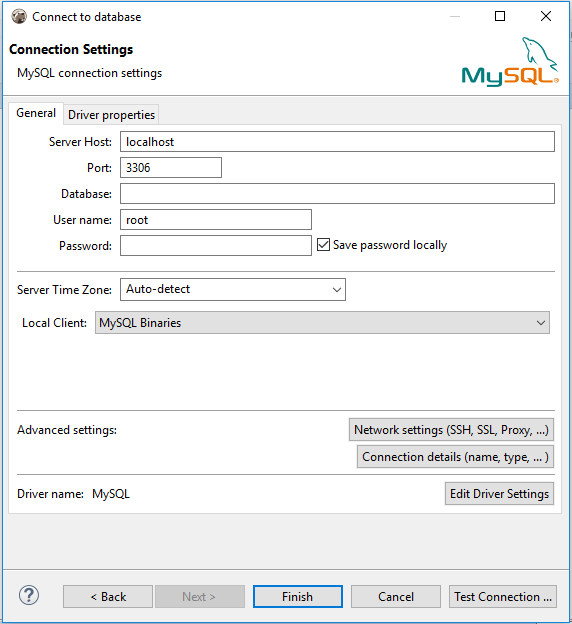 Connect to database
Connection Settings
MySQL connection settings
MySQL®
General Driver properties
Server Host: localhost
Port: 3306
Database:
User name: root
Password: Save password locally
Server Time Zone: Auto-detect
Local Client: MySQL Binaries
Advanced settings: Network settings (SSH, SSL, Proxy, ...)
Connection details (name, type, ... )
Driver name: MySQL Edit Driver Settings
? < Back Next > Finish Cancel Test Connection ...